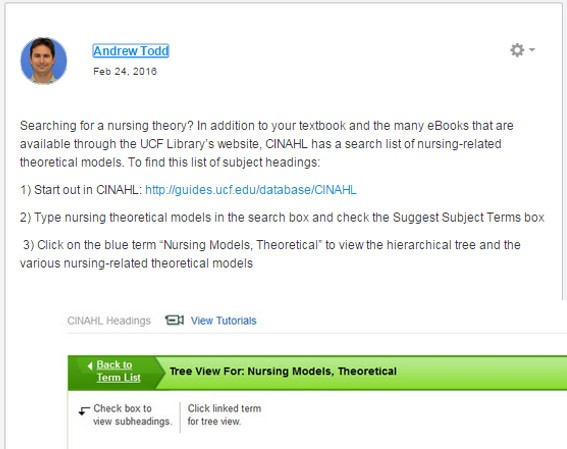 Andrew Todd
Feb 24, 2016
Searching for a nursing theory? In addition to your textbook and the many eBooks that are
available through the UCF Library's website, CINAHL has a search list of nursing-related
theoretical models. To find this list of subject headings:
1) Start out in CINAHL: http://guides.ucf.edu/database/CINAHL
2) Type nursing theoretical models in the search box and check the Suggest Subject Terms box
3) Click on the blue term “Nursing Models, Theoretical” to view the hierarchical tree and the
various nursing-related theoretical models
CINAHL Headings View Tutorials
Back to
Term List
Tree View For: Nursing Models, Theoretical
Check box to
view subheadings.
Click linked term
for tree view.